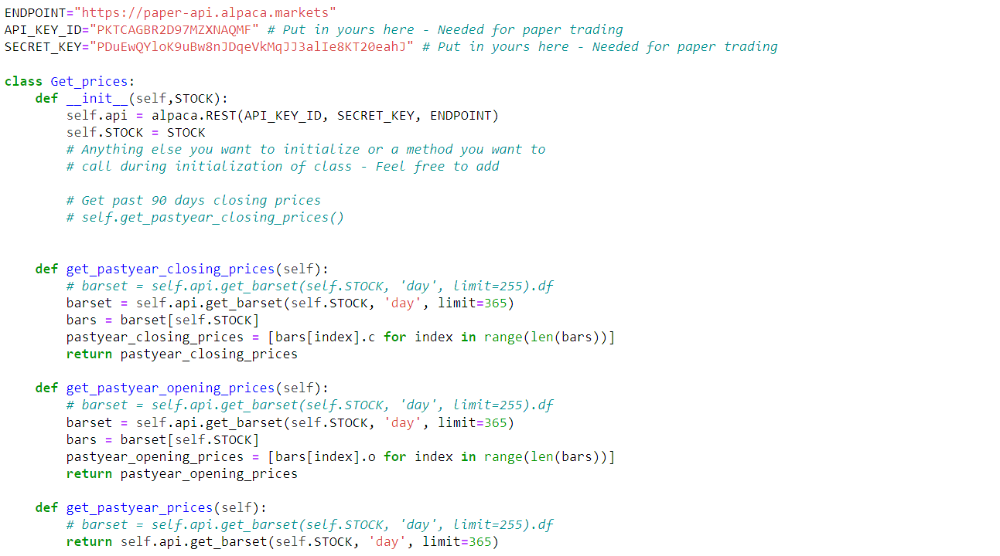 ENDPOINT="https://paper-api.alpaca.markets"
API_KEY_ID="PKTCAGBR2D97MZXNAQMF" # Put in yours here - Needed for paper trading
SECRET_KEY="PDuEwQYloK9uBw8nJDqeVkMqJJ3alIe8KT20eahJ" # Put in yours here - Needed for paper trading
class Get_prices:
def __init__(self,STOCK):
self.api = alpaca.REST(API_KEY_ID, SECRET_KEY, ENDPOINT)
self.STOCK = STOCK
# Anything else you want to initialize or a method you want to
# call during initialization of class - Feel free to add
# Get past 90 days closing prices
# self.get_pastyear_closing_prices()
def get_pastyear_closing_prices(self):
# barset = self.api.get_barset(self.STOCK, 'day', limit=255).df
barset = self.api.get_barset(self.STOCK, 'day', limit=365)
bars = barset[self.STOCK]
pastyear_closing_prices = [bars[index].c for index in range(len(bars))]
return pastyear_closing_prices
def get_pastyear_opening_prices(self):
# barset = self.api.get_barset(self.STOCK, 'day', limit=255).df
barset = self.api.get_barset(self.STOCK, 'day', limit=365)
bars = barset[self.STOCK]
pastyear_opening_prices = [bars[index].o for index in range(len(bars))]
return pastyear_opening_prices
def get_pastyear_prices(self):
# barset = self.api.get_barset(self.STOCK, 'day', limit=255).df
return self.api.get_barset(self.STOCK, 'day', limit=365)